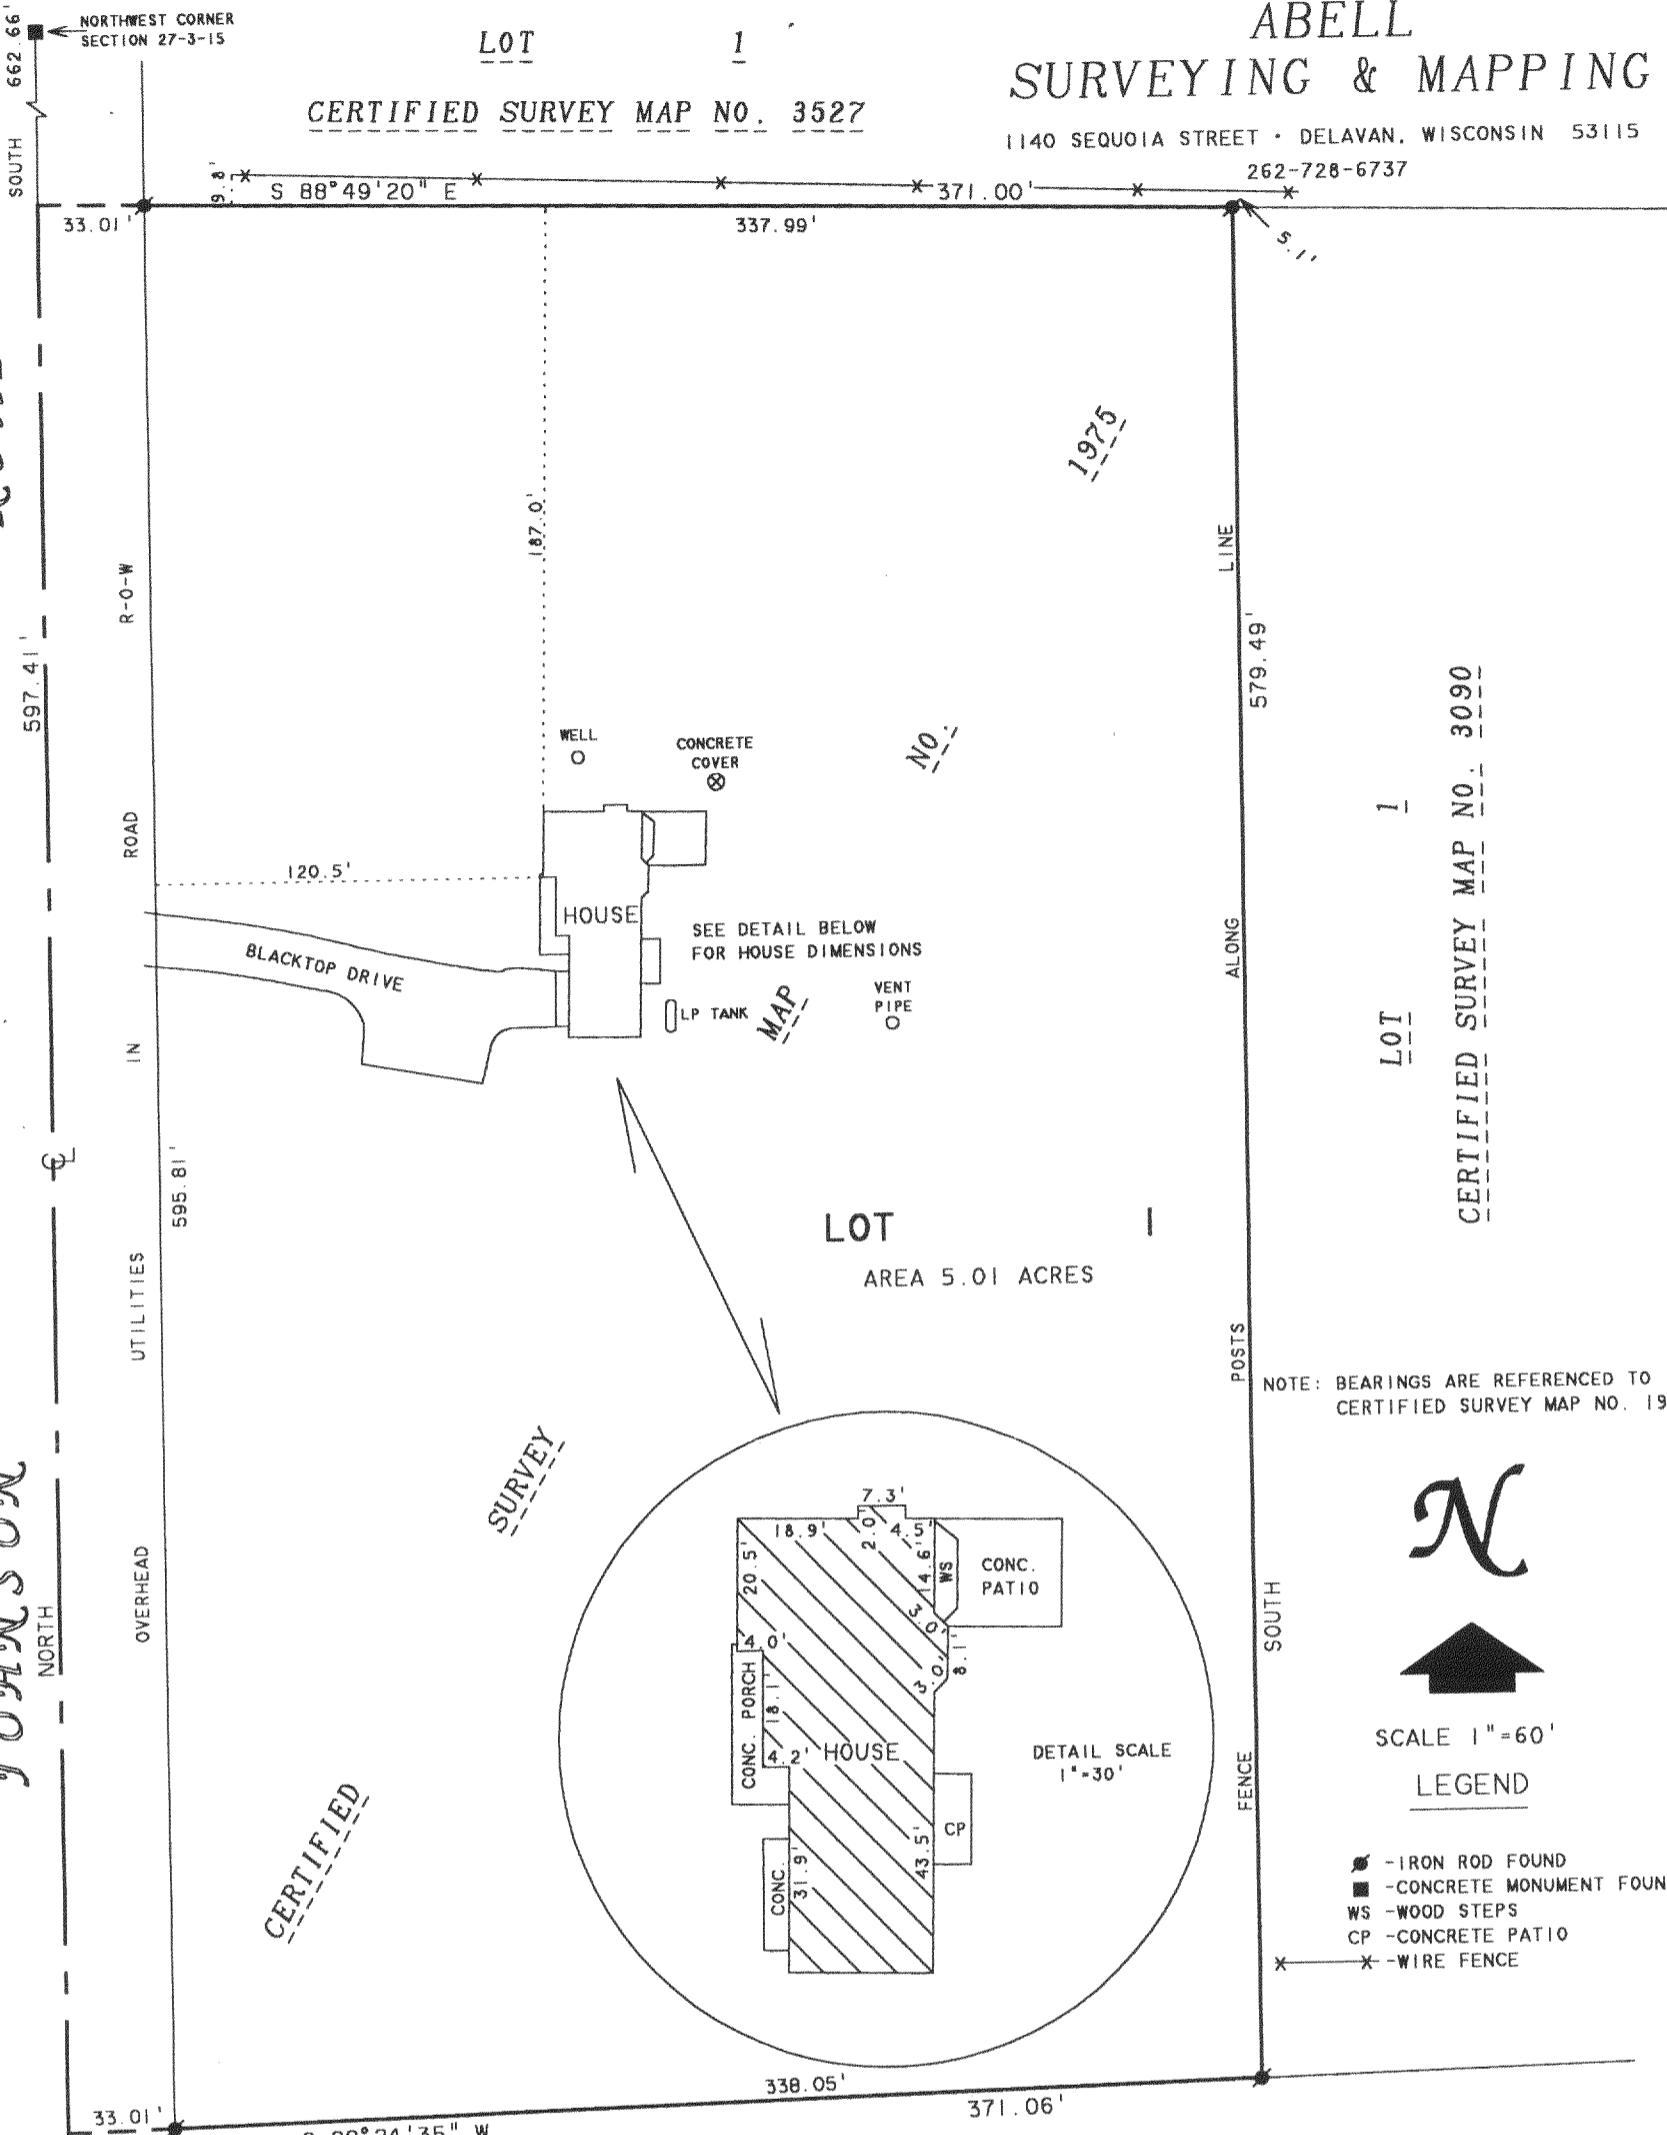 662.66'
SOUTH
NORTHWEST CORNER
SECTION 27-3-15
LOT 1
CERTIFIED SURVEY MAP NO. 3527
ABELL
SURVEYING & MAPPING
1140 SEQUOIA STREET • DELAVAN, WISCONSIN 53115
262-728-6737
9.8'
S 88°49'20" E
371.00'
33.01'
337.99'
5.1'
187.0'
1975
LINE
R-O-W
597.41'
579.49'
WELL
CONCRETE
COVER
NO.
LOT 1
CERTIFIED SURVEY MAP NO. 3090
ROAD
120.5'
HOUSE
SEE DETAIL BELOW
FOR HOUSE DIMENSIONS
ALONG
BLACKTOP DRIVE
VENT
PIPE
LP TANK
MAP
IN
℄
595.81'
LOT 1
AREA 5.01 ACRES
UTILITIES
POSTS
NOTE: BEARINGS ARE REFERENCED TO
CERTIFIED SURVEY MAP NO. 19
SURVEY
N
JOHNSON
NORTH
OVERHEAD
7.3'
18.9'
2.0'
4.5'
20.5'
14.6'
WS
CONC.
PATIO
3.0'
4.0'
8.1'
3.0'
CONC. PORCH
18.1'
4.2'
HOUSE
DETAIL SCALE
1"=30'
SOUTH
SCALE 1"=60'
LEGEND
FENCE
CERTIFIED
CP
43.5'
CONC.
31.9'
-IRON ROD FOUND
-CONCRETE MONUMENT FOUN
WS -WOOD STEPS
CP -CONCRETE PATIO
X X -WIRE FENCE
338.05'
371.06'
33.01'
24'35" W